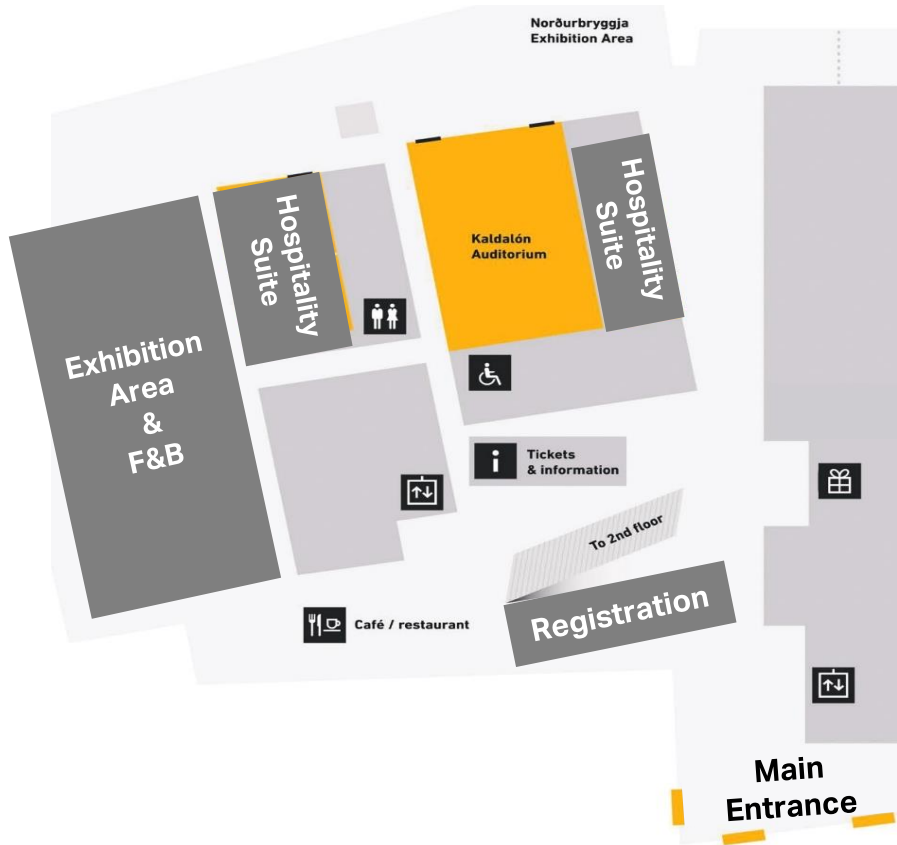 Norðurbryggja
Exhibition Area
Hospitality
Suite
Kaldalón
Auditorium
Hospitality
Suite
Exhibition
Area
&
F&B
i
Tickets
& information
To 2nd floor
Café / restaurant
Registration
Main
Entrance